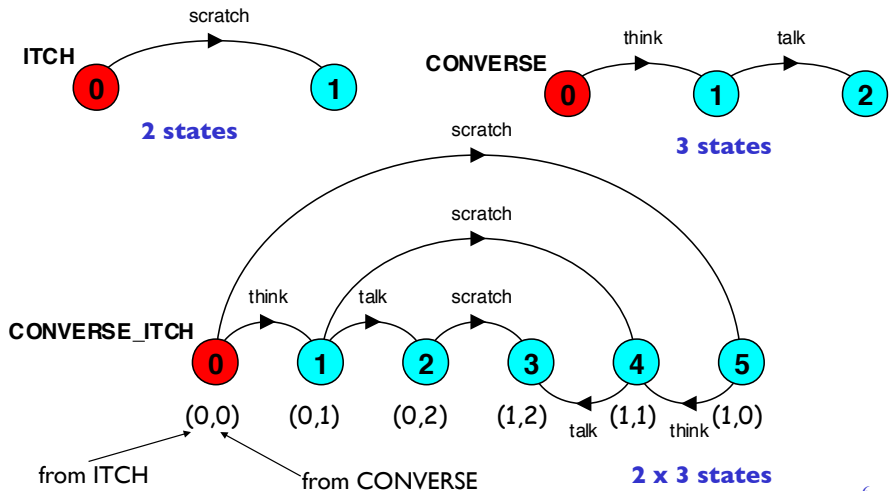 scratch
ITCH
0
1
2 states
think
talk
CONVERSE
0
1
2
3 states
scratch
scratch
think
talk
scratch
CONVERSE_ITCH
0
1
2
3
4
5
(0,0)
(0,1)
(0,2)
(1,2)
talk
(1,1)
think
(1,0)
from ITCH
from CONVERSE
2 x 3 states